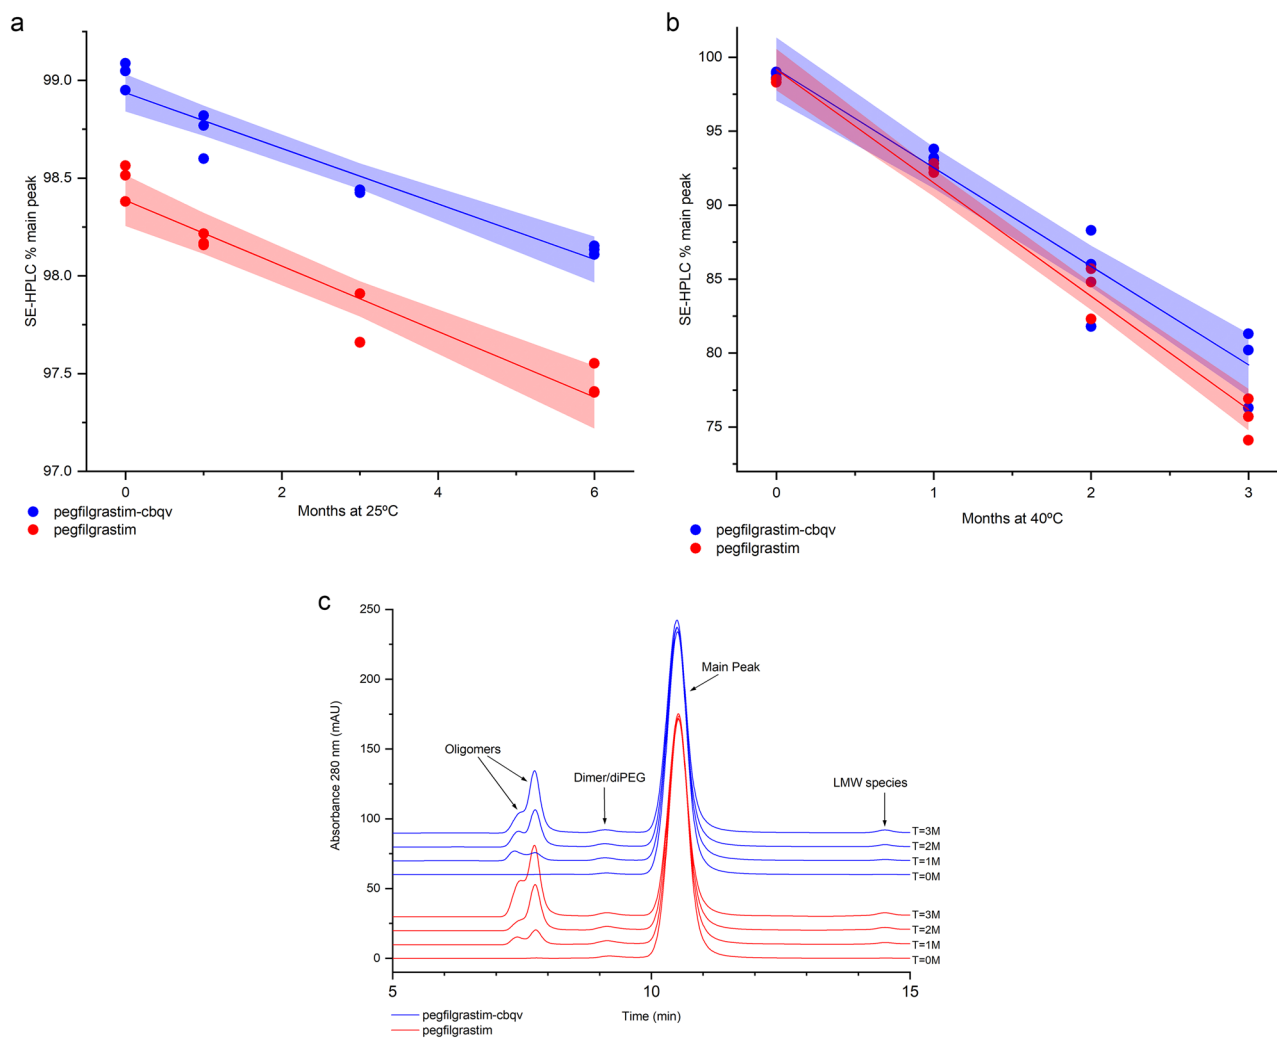 a
99.0
98.5
98.0
97.5
97.0
SE-HPLC % main peak
0
2
4
6
Months at 25ºC
pegfilgrastim-cbqv
pegfilgrastim
b
100
95
90
85
80
75
SE-HPLC % main peak
0
1
2
3
Months at 40ºC
pegfilgrastim-cbqv
pegfilgrastim
c
250
200
150
100
50
0
Absorbance 280 nm (mAU)
Main Peak
Oligomers
Dimer/diPEG
LMW species
T=3M
T=2M
T=1M
T=0M
T=3M
T=2M
T=1M
T=0M
5
10
15
Time (min)
pegfilgrastim-cbqv
pegfilgrastim